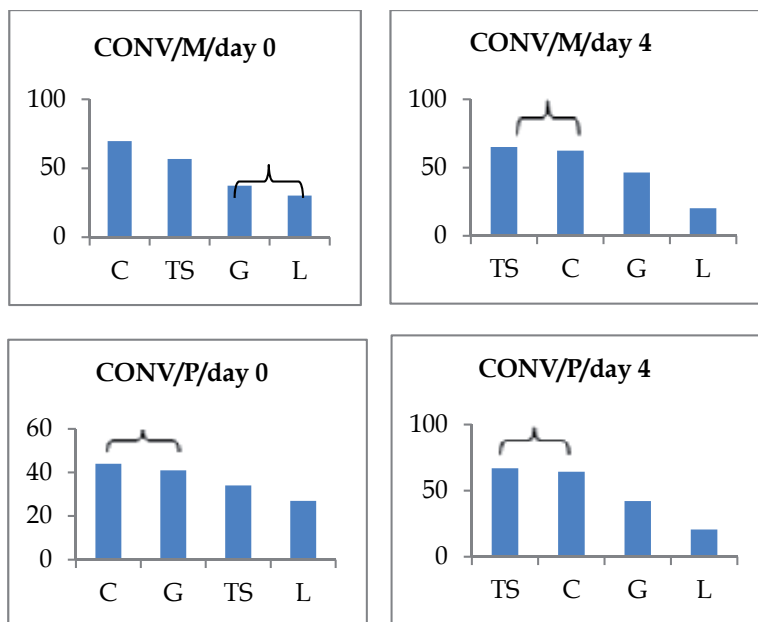 CONV/M/day 0
100
50
0
C TS G L
CONV/M/day 4
100
50
0
TS C G L
CONV/P/day 0
60
40
20
0
C G TS L
CONV/P/day 4
100
50
0
TS C G L